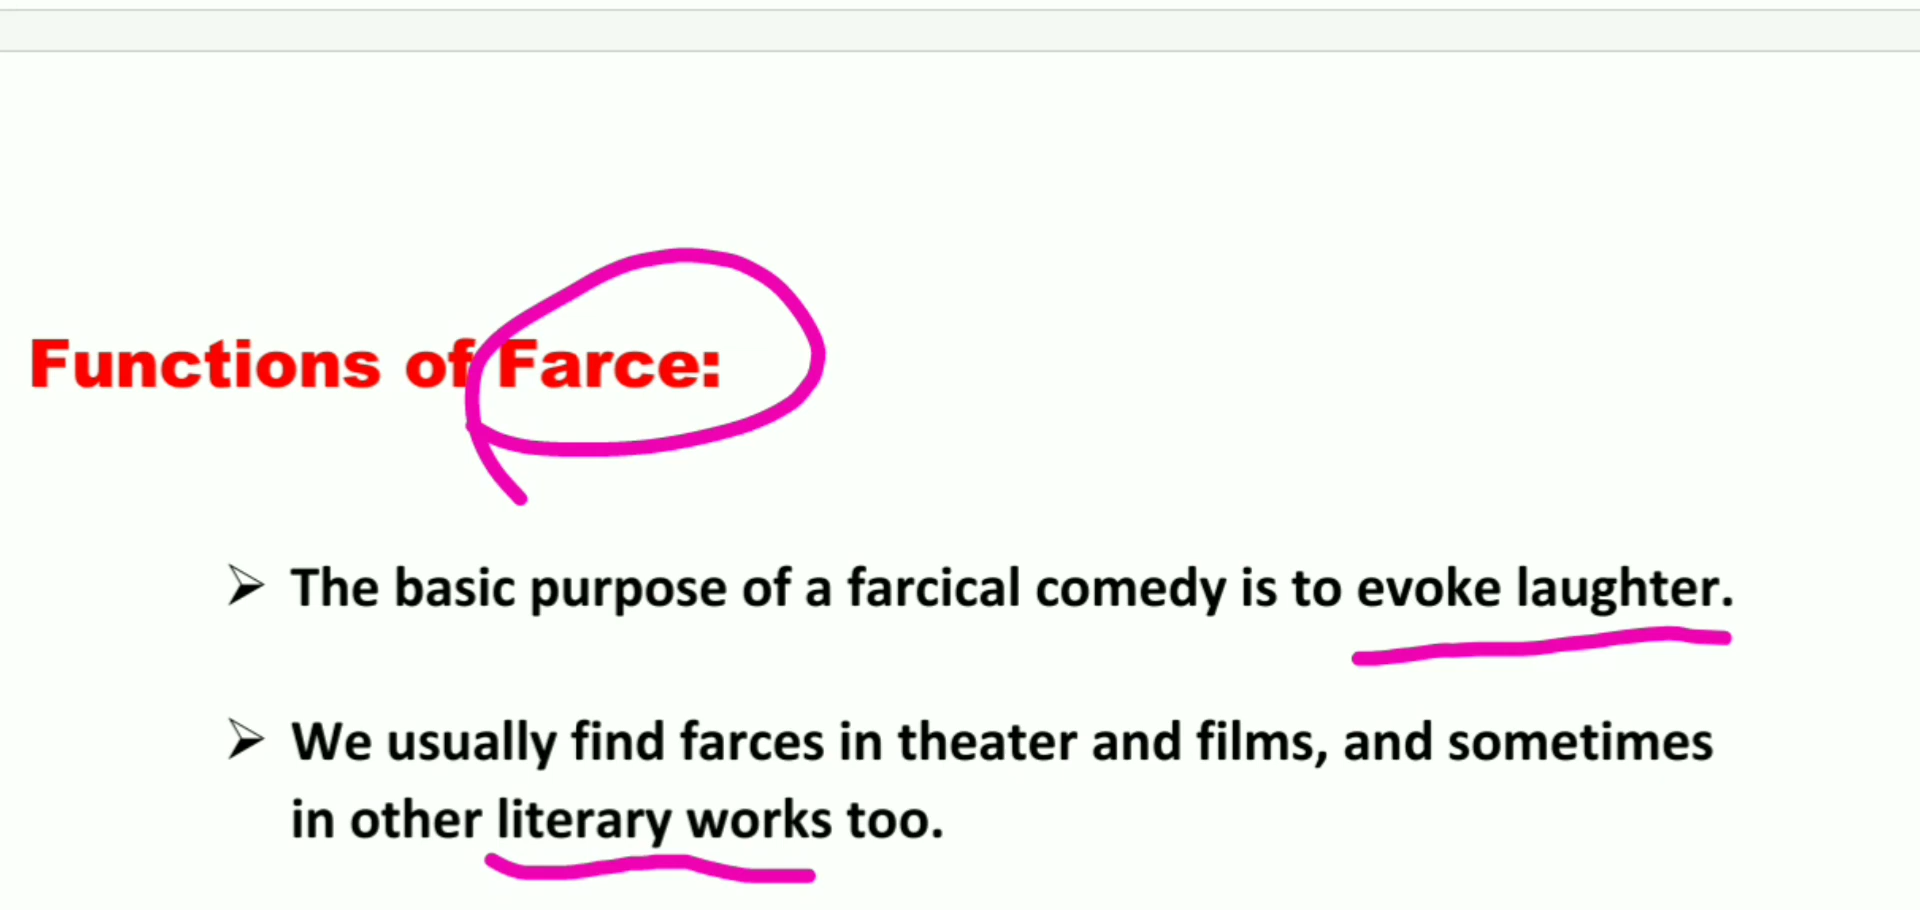 Functions of Farce:
➢ The basic purpose of a farcical comedy is to evoke laughter.
➢ We usually find farces in theater and films, and sometimes
in other literary works too.